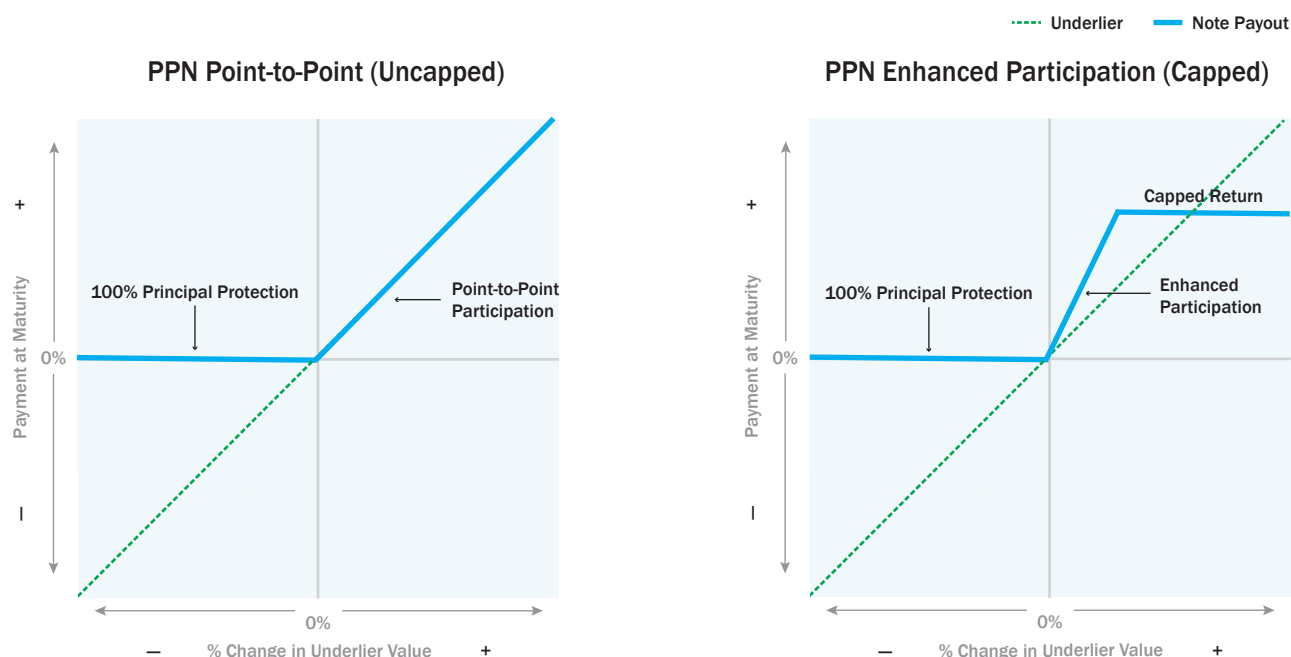 Underlier
Note Payout
PPN Point-to-Point (Uncapped)
+
Payment at Maturity
–
0%
100% Principal Protection
Point-to-Point
Participation
0%
– % Change in Underlier Value +
PPN Enhanced Participation (Capped)
+
Payment at Maturity
–
0%
100% Principal Protection
Capped Return
Enhanced
Participation
0%
– % Change in Underlier Value +